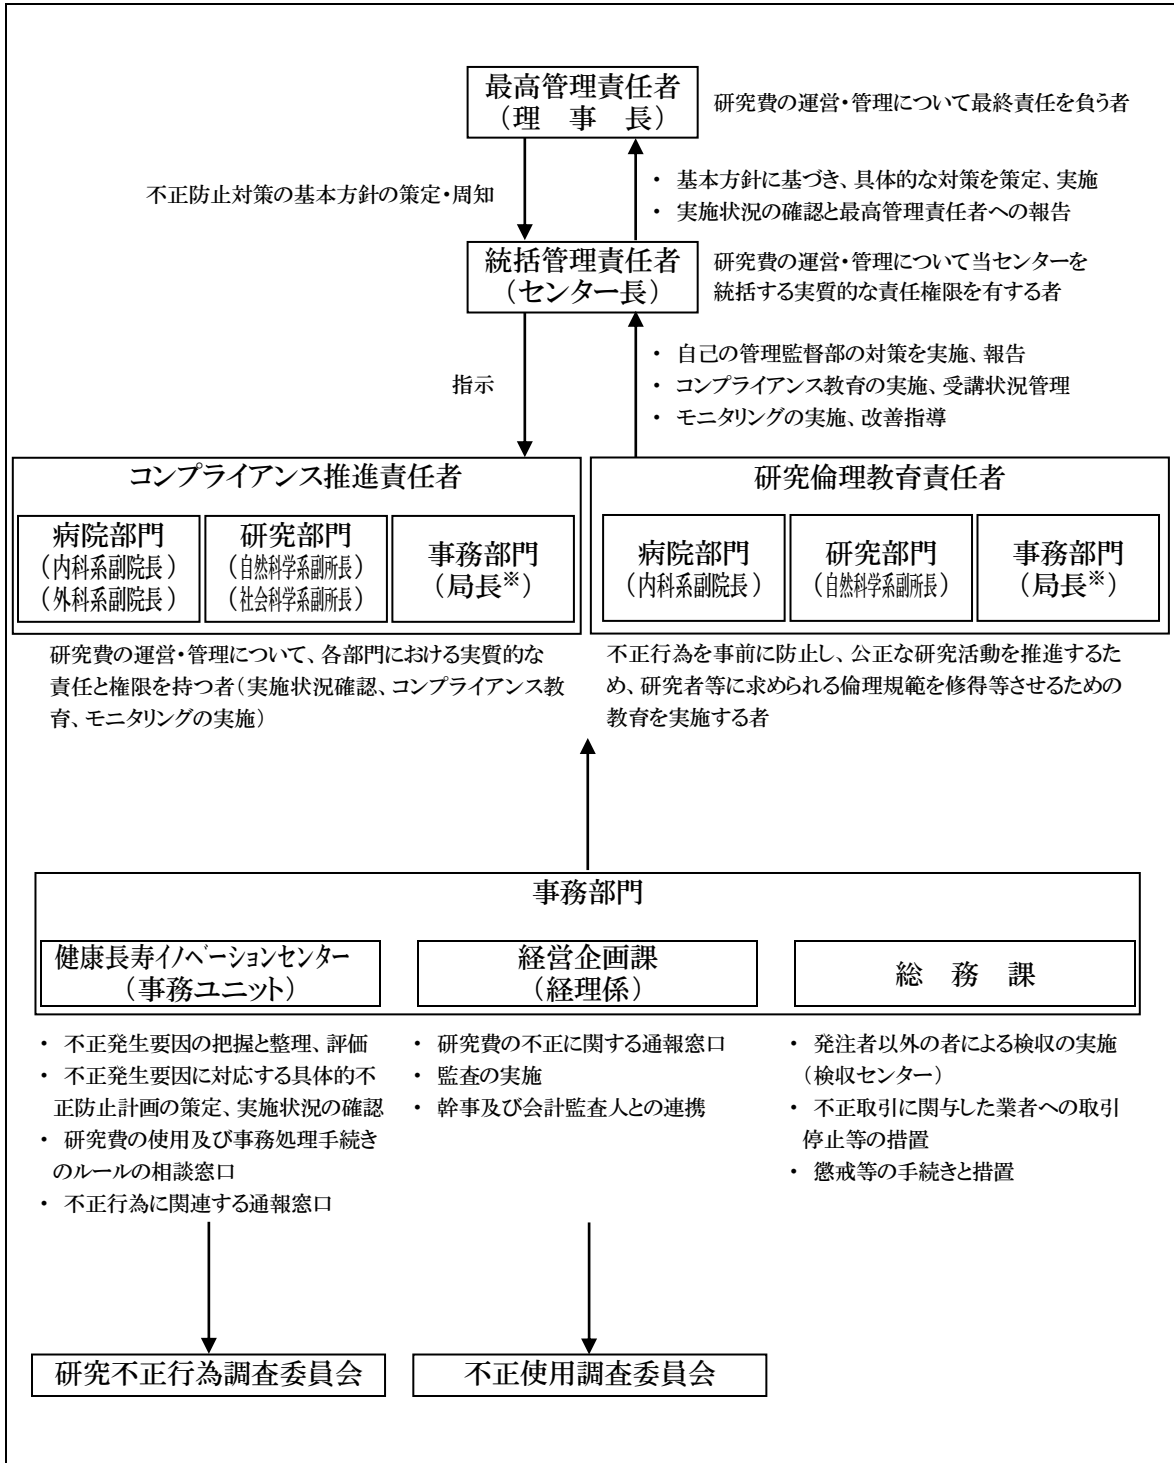 最高管理責任者
（理　事　長）
研究費の運営・管理について最終責任を負う者
不正防止対策の基本方針の策定・周知
・ 基本方針に基づき、具体的な対策を策定、実施
・ 実施状況の確認と最高管理責任者への報告
統括管理責任者
（センター長）
研究費の運営・管理について当センターを
統括する実質的な責任権限を有する者
指示
・ 自己の管理監督部の対策を実施、報告
・ コンプライアンス教育の実施、受講状況管理
・ モニタリングの実施、改善指導
コンプライアンス推進責任者
病院部門
（内科系副院長）
（外科系副院長）
研究部門
（自然科学系副所長）
（社会科学系副所長）
事務部門
（局長※）
研究費の運営・管理について、各部門における実質的な
責任と権限を持つ者（実施状況確認、コンプライアンス教
育、モニタリングの実施）
研究倫理教育責任者
病院部門
（内科系副院長）
研究部門
（自然科学系副所長）
事務部門
（局長※）
不正行為を事前に防止し、公正な研究活動を推進するた
め、研究者等に求められる倫理規範を修得等させるための
教育を実施する者
事務部門
健康長寿イノベーションセンター
（事務ユニット）
・ 不正発生要因の把握と整理、評価
・ 不正発生要因に対応する具体的不
正防止計画の策定、実施状況の確認
・ 研究費の使用及び事務処理手続き
のルールの相談窓口
・ 不正行為に関連する通報窓口
経営企画課
（経理係）
・ 研究費の不正に関する通報窓口
・ 監査の実施
・ 幹事及び会計監査人との連携
総　務　課
・ 発注者以外の者による検収の実施
（検収センター）
・ 不正取引に関与した業者への取引
停止等の措置
・ 懲戒等の手続きと措置
研究不正行為調査委員会
不正使用調査委員会